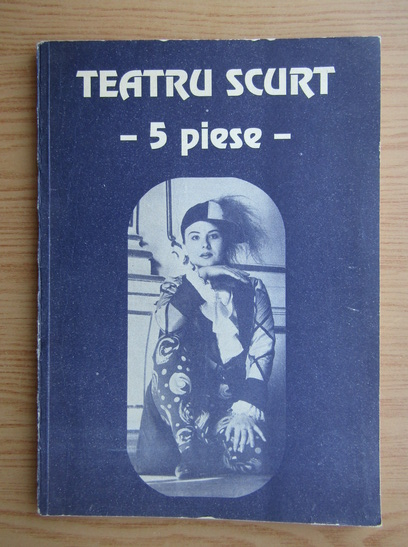 TEATRU SCURT
– 5 piese –